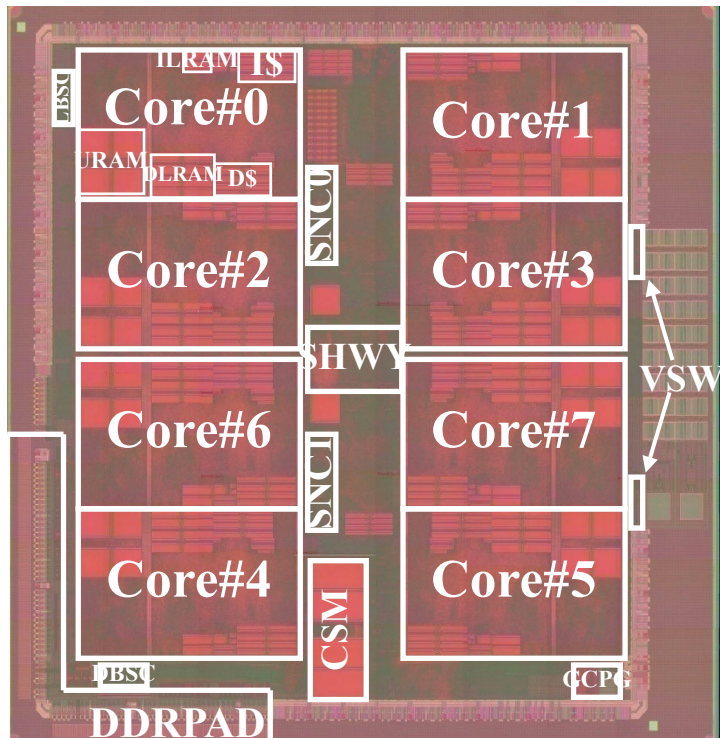 ILRAM
I$
LBSC
Core#0
Core#1
URAM
DLRAM
D$
SNC0
Core#2
Core#3
SHWY
VSW
Core#6
Core#7
SNC1
Core#4
Core#5
CSM
DBSC
GCPG
DDRPAD